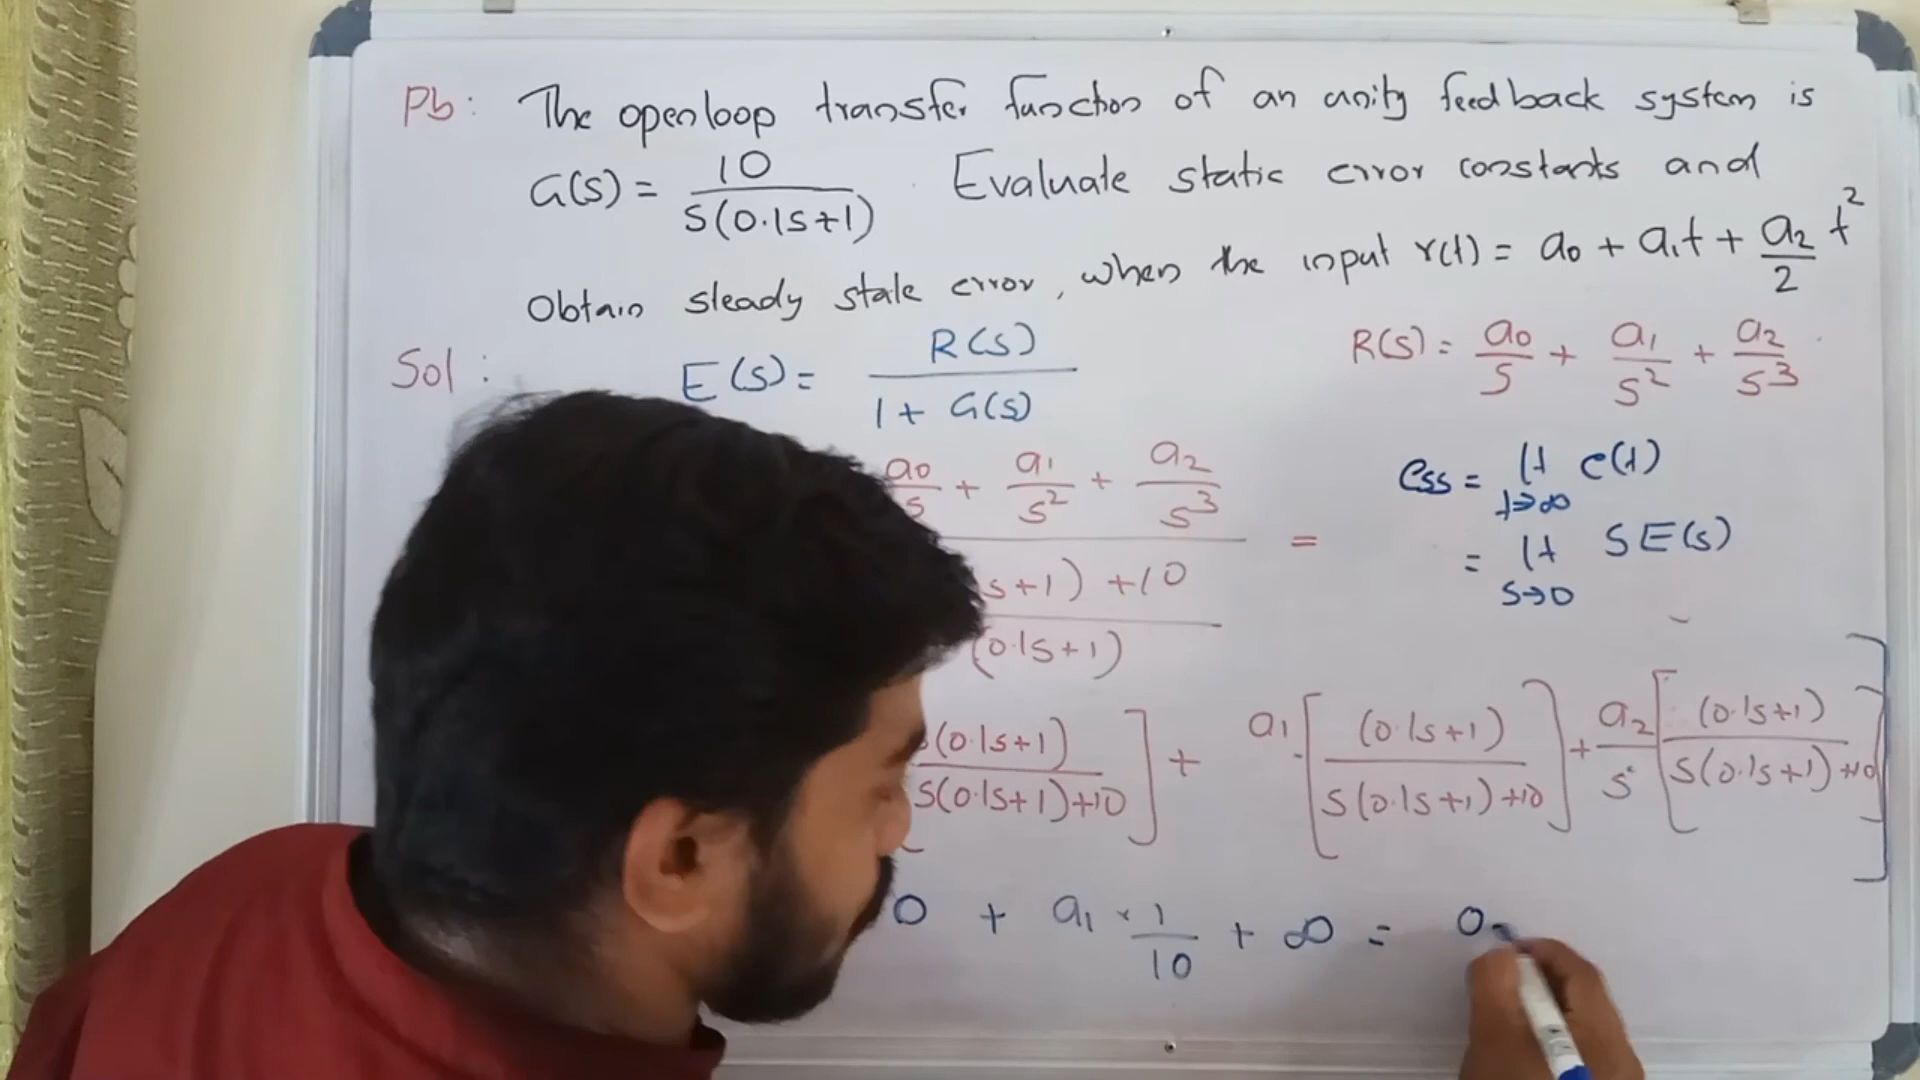 Pb: The openloop transfer function of an unity feedback system is
G(s) = 10 / S(0.1s+1) . Evaluate static error constants and
Obtain steady state error, when the input r(t) = a0 + a1t + a2/2 t²
Sol: E(s) = R(s) / 1 + G(s)
R(s) = a0/S + a1/S² + a2/S³
a0/S + a1/S² + a2/S³ =
s+1) +10
(0.1s+1)
ess = lt t→∞ e(t)
= lt s→0 SE(s)
(0.1s+1) / S(0.1s+1)+10 ] + a1 [ (0.1s+1) / S(0.1s+1)+10 ] + a2/S [ (0.1s+1) / S(0.1s+1)+10 ] ]
0 + a1 × 1/10 + ∞ =